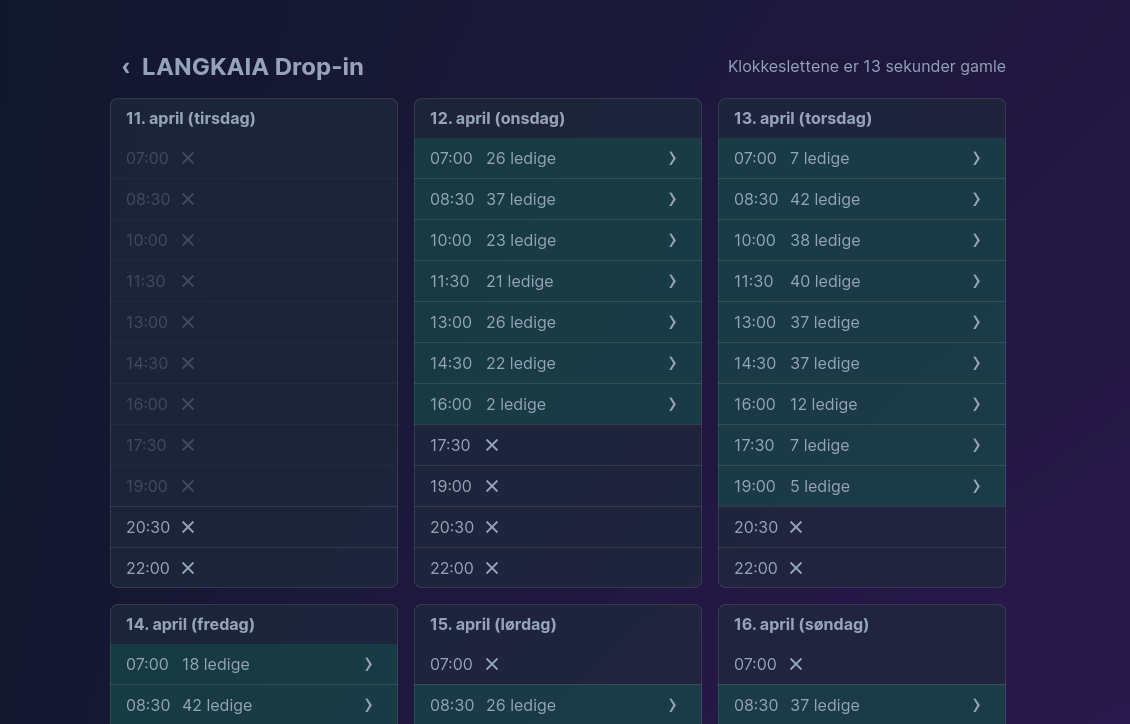 ‹ LANGKAIA Drop-in
Klokkeslettene er 13 sekunder gamle
11. april (tirsdag)
07:00 ✕
08:30 ✕
10:00 ✕
11:30 ✕
13:00 ✕
14:30 ✕
16:00 ✕
17:30 ✕
19:00 ✕
20:30 ✕
22:00 ✕
12. april (onsdag)
07:00 26 ledige ›
08:30 37 ledige ›
10:00 23 ledige ›
11:30 21 ledige ›
13:00 26 ledige ›
14:30 22 ledige ›
16:00 2 ledige ›
17:30 ✕
19:00 ✕
20:30 ✕
22:00 ✕
13. april (torsdag)
07:00 7 ledige ›
08:30 42 ledige ›
10:00 38 ledige ›
11:30 40 ledige ›
13:00 37 ledige ›
14:30 37 ledige ›
16:00 12 ledige ›
17:30 7 ledige ›
19:00 5 ledige ›
20:30 ✕
22:00 ✕
14. april (fredag)
07:00 18 ledige ›
08:30 42 ledige ›
15. april (lørdag)
07:00 ✕
08:30 26 ledige ›
16. april (søndag)
07:00 ✕
08:30 37 ledige ›